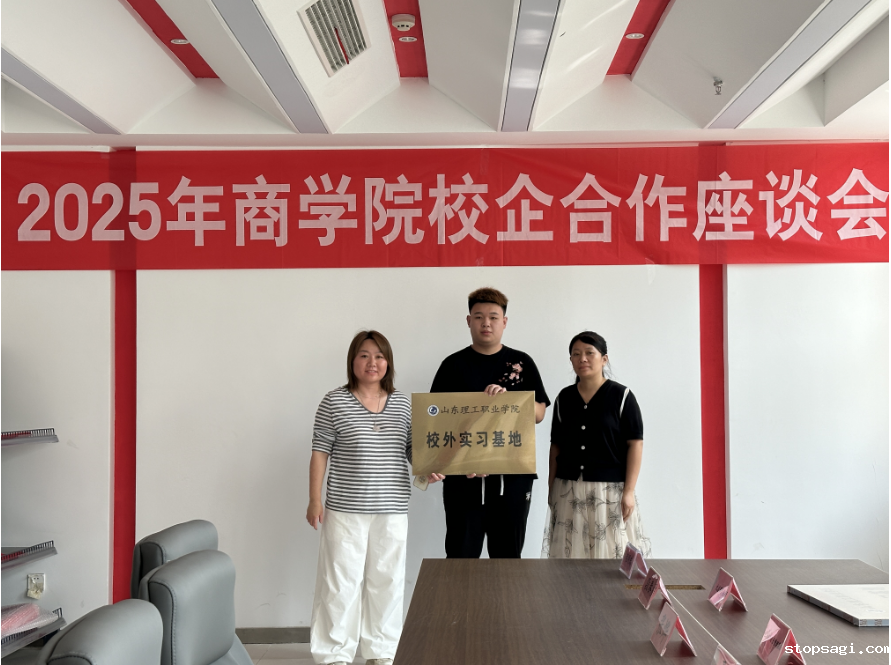 2025年商学院校企合作座谈会
山东理工职业学院
校外实习基地
stopsagi.com